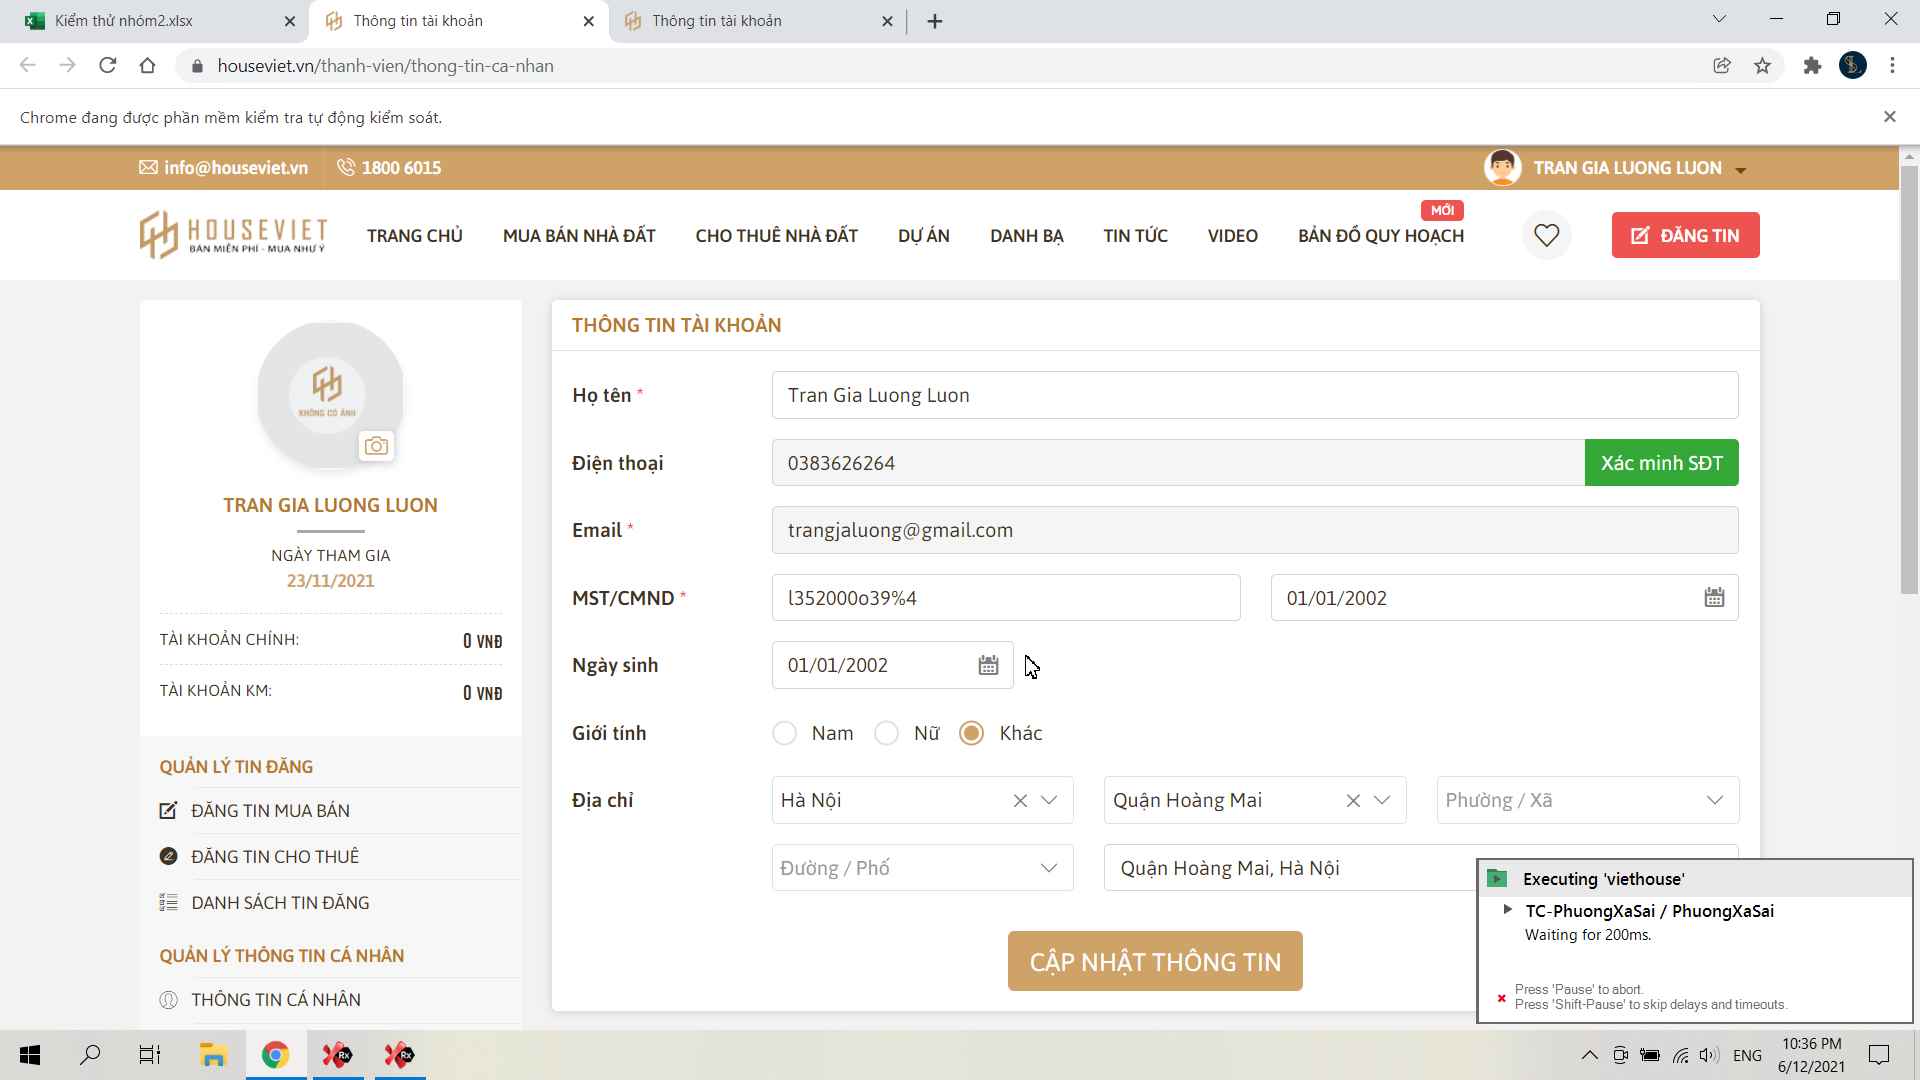 Kiểm thử nhóm2.xlsx
Thông tin tài khoản
Thông tin tài khoản
houseviet.vn/thanh-vien/thong-tin-ca-nhan
Chrome đang được phần mềm kiểm tra tự động kiểm soát.
info@houseviet.vn
1800 6015
TRAN GIA LUONG LUON
HOUSEVIET
BÁN MIỄN PHÍ - MUA NHƯ Ý
TRANG CHỦ
MUA BÁN NHÀ ĐẤT
CHO THUÊ NHÀ ĐẤT
DỰ ÁN
DANH BẠ
TIN TỨC
VIDEO
BẢN ĐỒ QUY HOẠCH
MỚI
ĐĂNG TIN
KHÔNG CÓ ẢNH
TRAN GIA LUONG LUON
NGÀY THAM GIA
23/11/2021
TÀI KHOẢN CHÍNH: 0 VNĐ
TÀI KHOẢN KM: 0 VNĐ
QUẢN LÝ TIN ĐĂNG
ĐĂNG TIN MUA BÁN
ĐĂNG TIN CHO THUÊ
DANH SÁCH TIN ĐĂNG
QUẢN LÝ THÔNG TIN CÁ NHÂN
THÔNG TIN CÁ NHÂN
THÔNG TIN TÀI KHOẢN
Họ tên * Tran Gia Luong Luon
Điện thoại 0383626264 Xác minh SĐT
Email * trangjaluong@gmail.com
MST/CMND * l352000o39%4 01/01/2002
Ngày sinh 01/01/2002
Giới tính Nam Nữ Khác
Địa chỉ Hà Nội Quận Hoàng Mai Phường / Xã
Đường / Phố Quận Hoàng Mai, Hà Nội
CẬP NHẬT THÔNG TIN
Executing 'viethouse'
TC-PhuongXaSai / PhuongXaSai
Waiting for 200ms.
Press 'Pause' to abort.
Press 'Shift-Pause' to skip delays and timeouts.
Rx
Rx
ENG
10:36 PM
6/12/2021